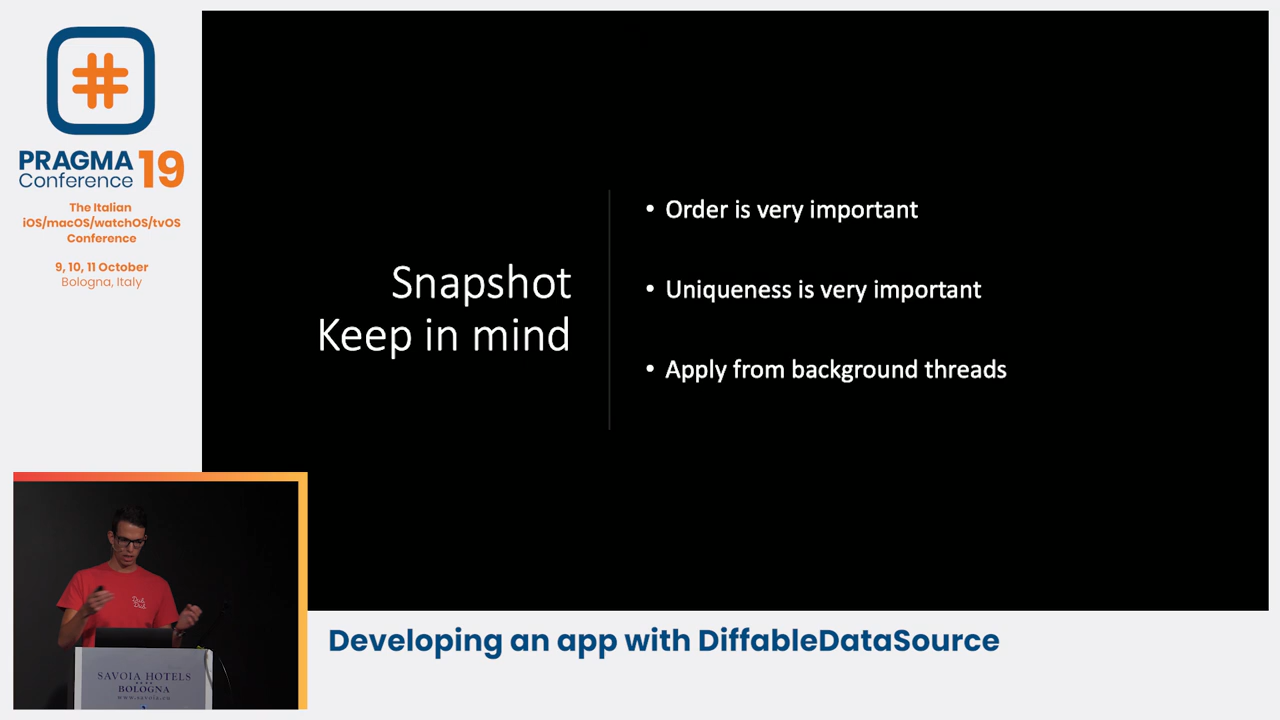 PRAGMA 19
Conference
The Italian
iOS/macOS/watchOS/tvOS
Conference
9, 10, 11 October
Bologna, Italy
Snapshot
Keep in mind
• Order is very important
• Uniqueness is very important
• Apply from background threads
SAVOIA HOTELS
BOLOGNA
Developing an app with DiffableDataSource